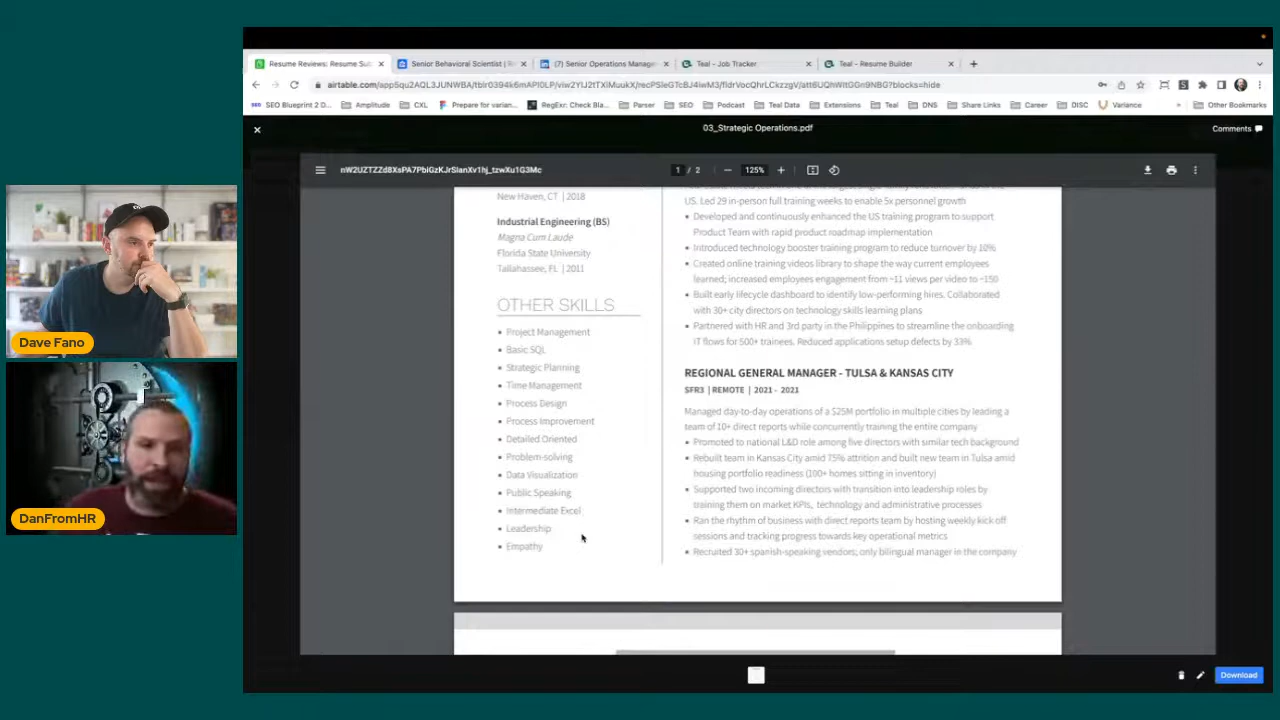 Resume Reviews: Resume Sub
Senior Behavioral Scientist | R
(7) Senior Operations Manage
Teal - Job Tracker
Teal - Resume Builder
SEO Blueprint 2 D...
Amplitude
CXL
Prepare for varian...
RegExr: Check Bla...
Parser
SEO
Podcast
Teal Data
Extensions
Teal
DNS
Share Links
Career
DISC
Variance
Other Bookmarks
03_Strategic Operations.pdf
Comments
1 / 2
125%
New Haven, CT | 2018
Industrial Engineering (BS)
Magna Cum Laude
Florida State University
Tallahassee, FL | 2011
OTHER SKILLS
Project Management
Basic SQL
Strategic Planning
Time Management
Process Design
Process Improvement
Detailed Oriented
Problem-solving
Data Visualization
Public Speaking
Intermediate Excel
Leadership
Empathy
US. Led 29 in-person full training weeks to enable 5x personnel growth
Developed and continuously enhanced the US training program to support
Product Team with rapid product roadmap implementation
Introduced technology booster training program to reduce turnover by 10%
Created online training videos library to shape the way current employees
learned; increased employees engagement from ~11 views per video to ~150
Built early lifecycle dashboard to identify low-performing hires. Collaborated
with 30+ city directors on technology skills learning plans
Partnered with HR and 3rd party in the Philippines to streamline the onboarding
IT flows for 500+ trainees. Reduced applications setup defects by 33%
REGIONAL GENERAL MANAGER - TULSA & KANSAS CITY
SFR3 | REMOTE | 2021 - 2021
Managed day-to-day operations of a $25M portfolio in multiple cities by leading a
team of 10+ direct reports while concurrently training the entire company
Promoted to national L&D role among five directors with similar tech background
Rebuilt team in Kansas City amid 75% attrition and built new team in Tulsa amid
housing portfolio readiness (100+ homes sitting in inventory)
Supported two incoming directors with transition into leadership roles by
training them on market KPIs, technology and administrative processes
Ran the rhythm of business with direct reports team by hosting weekly kick off
sessions and tracking progress towards key operational metrics
Recruited 30+ spanish-speaking vendors; only bilingual manager in the company
Download
Dave Fano
DanFromHR